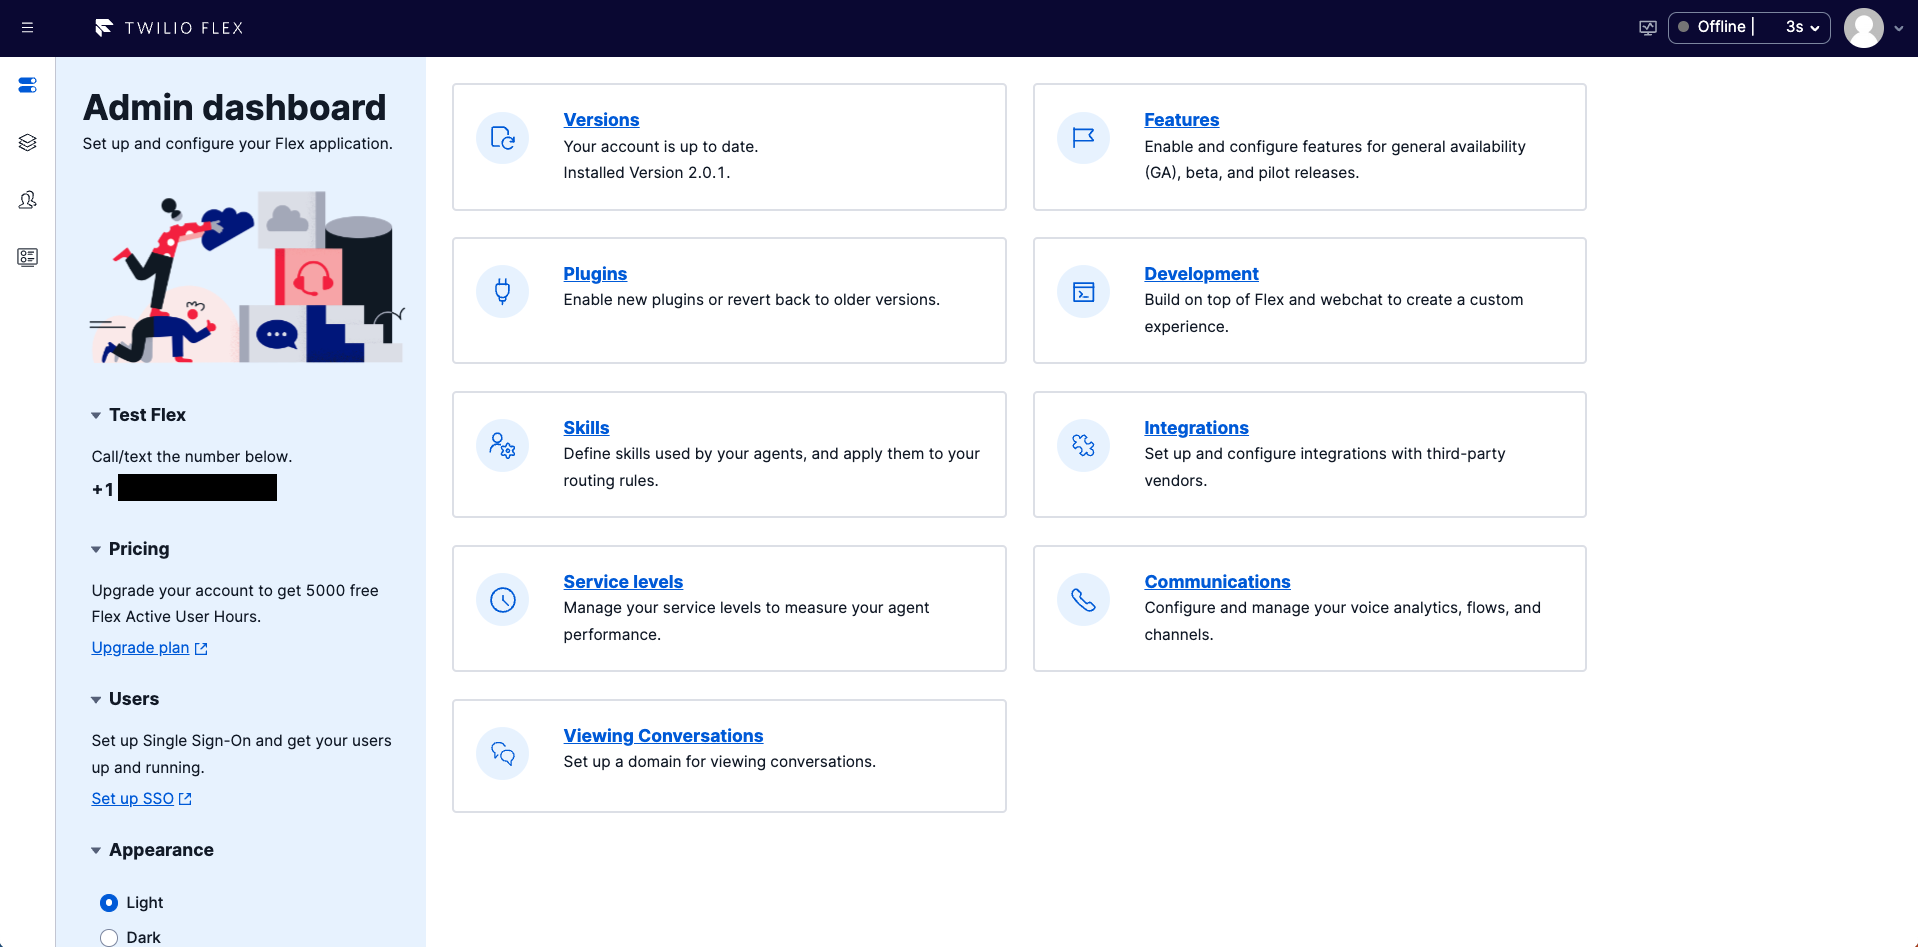 TWILIO FLEX
Offline |
3s
Admin dashboard
Set up and configure your Flex application.
Test Flex
Call/text the number below.
+1
Pricing
Upgrade your account to get 5000 free
Flex Active User Hours.
Upgrade plan
Users
Set up Single Sign-On and get your users
up and running.
Set up SSO
Appearance
Light
Dark
Versions
Your account is up to date.
Installed Version 2.0.1.
Features
Enable and configure features for general availability
(GA), beta, and pilot releases.
Plugins
Enable new plugins or revert back to older versions.
Development
Build on top of Flex and webchat to create a custom
experience.
Skills
Define skills used by your agents, and apply them to your
routing rules.
Integrations
Set up and configure integrations with third-party
vendors.
Service levels
Manage your service levels to measure your agent
performance.
Communications
Configure and manage your voice analytics, flows, and
channels.
Viewing Conversations
Set up a domain for viewing conversations.